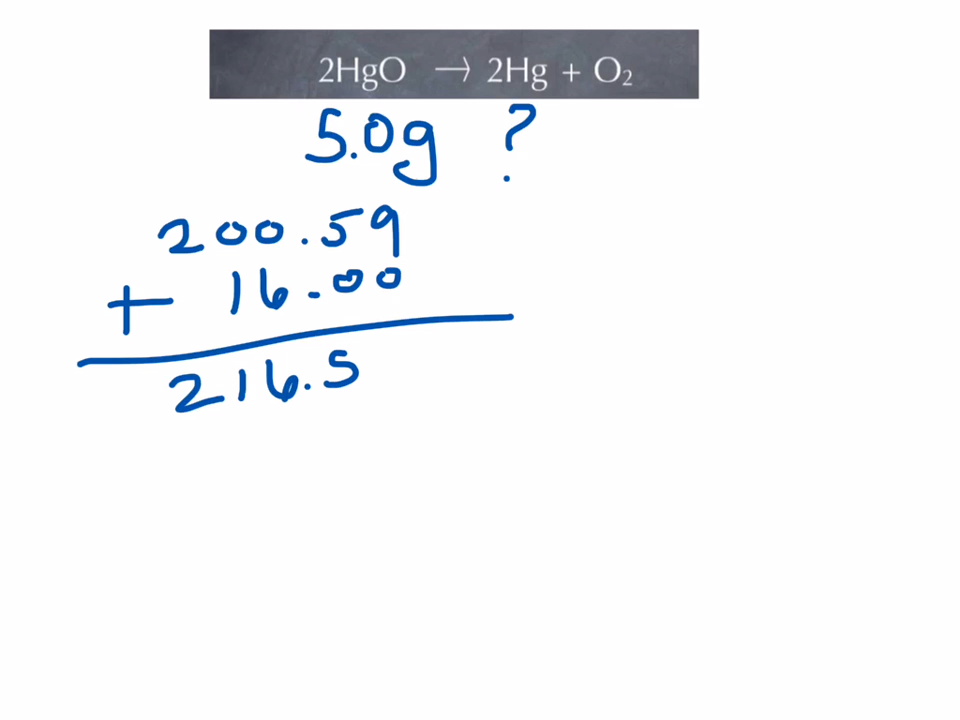 2HgO → 2Hg + O₂
5.0g ?
200.59
+ 16.00
216.5